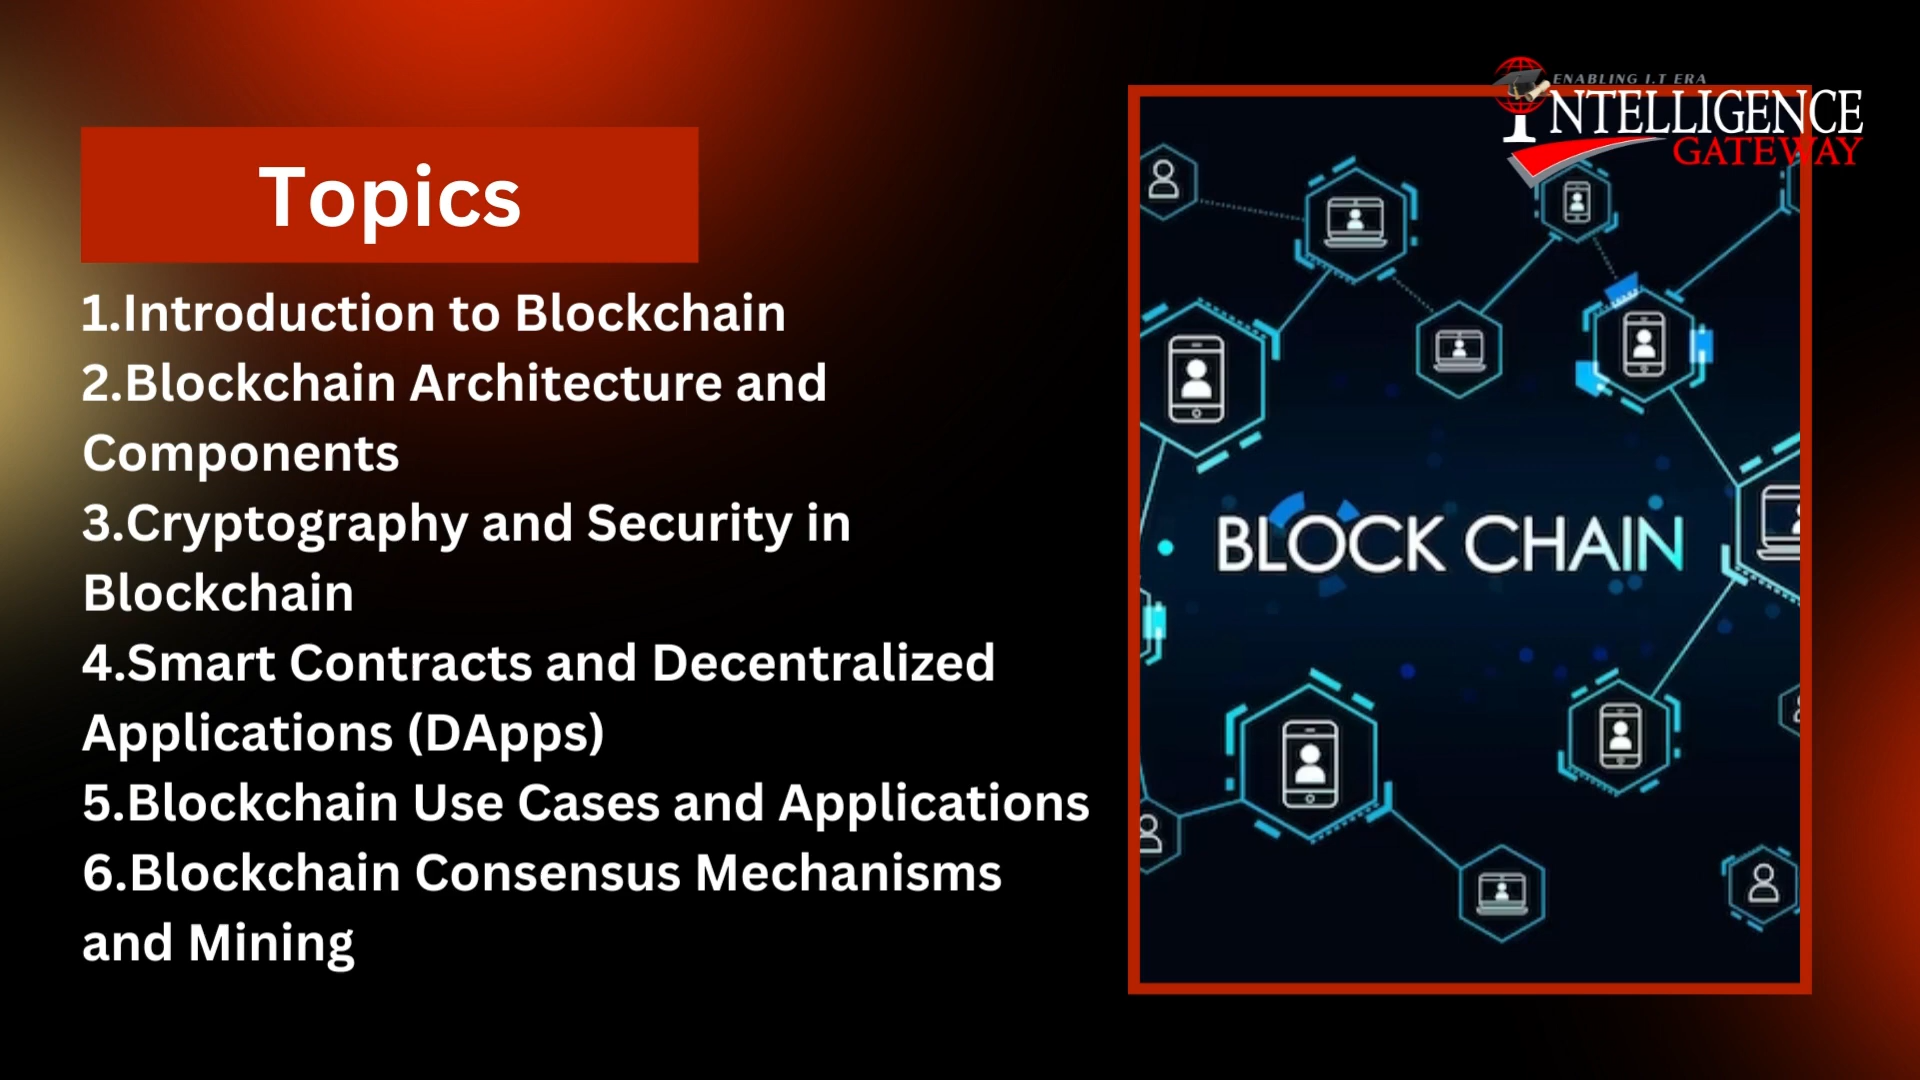 ENABLING I.T ERA
INTELLIGENCE
GATEWAY
Topics
1.Introduction to Blockchain
2.Blockchain Architecture and
Components
3.Cryptography and Security in
Blockchain
4.Smart Contracts and Decentralized
Applications (DApps)
5.Blockchain Use Cases and Applications
6.Blockchain Consensus Mechanisms
and Mining
BLOCK CHAIN